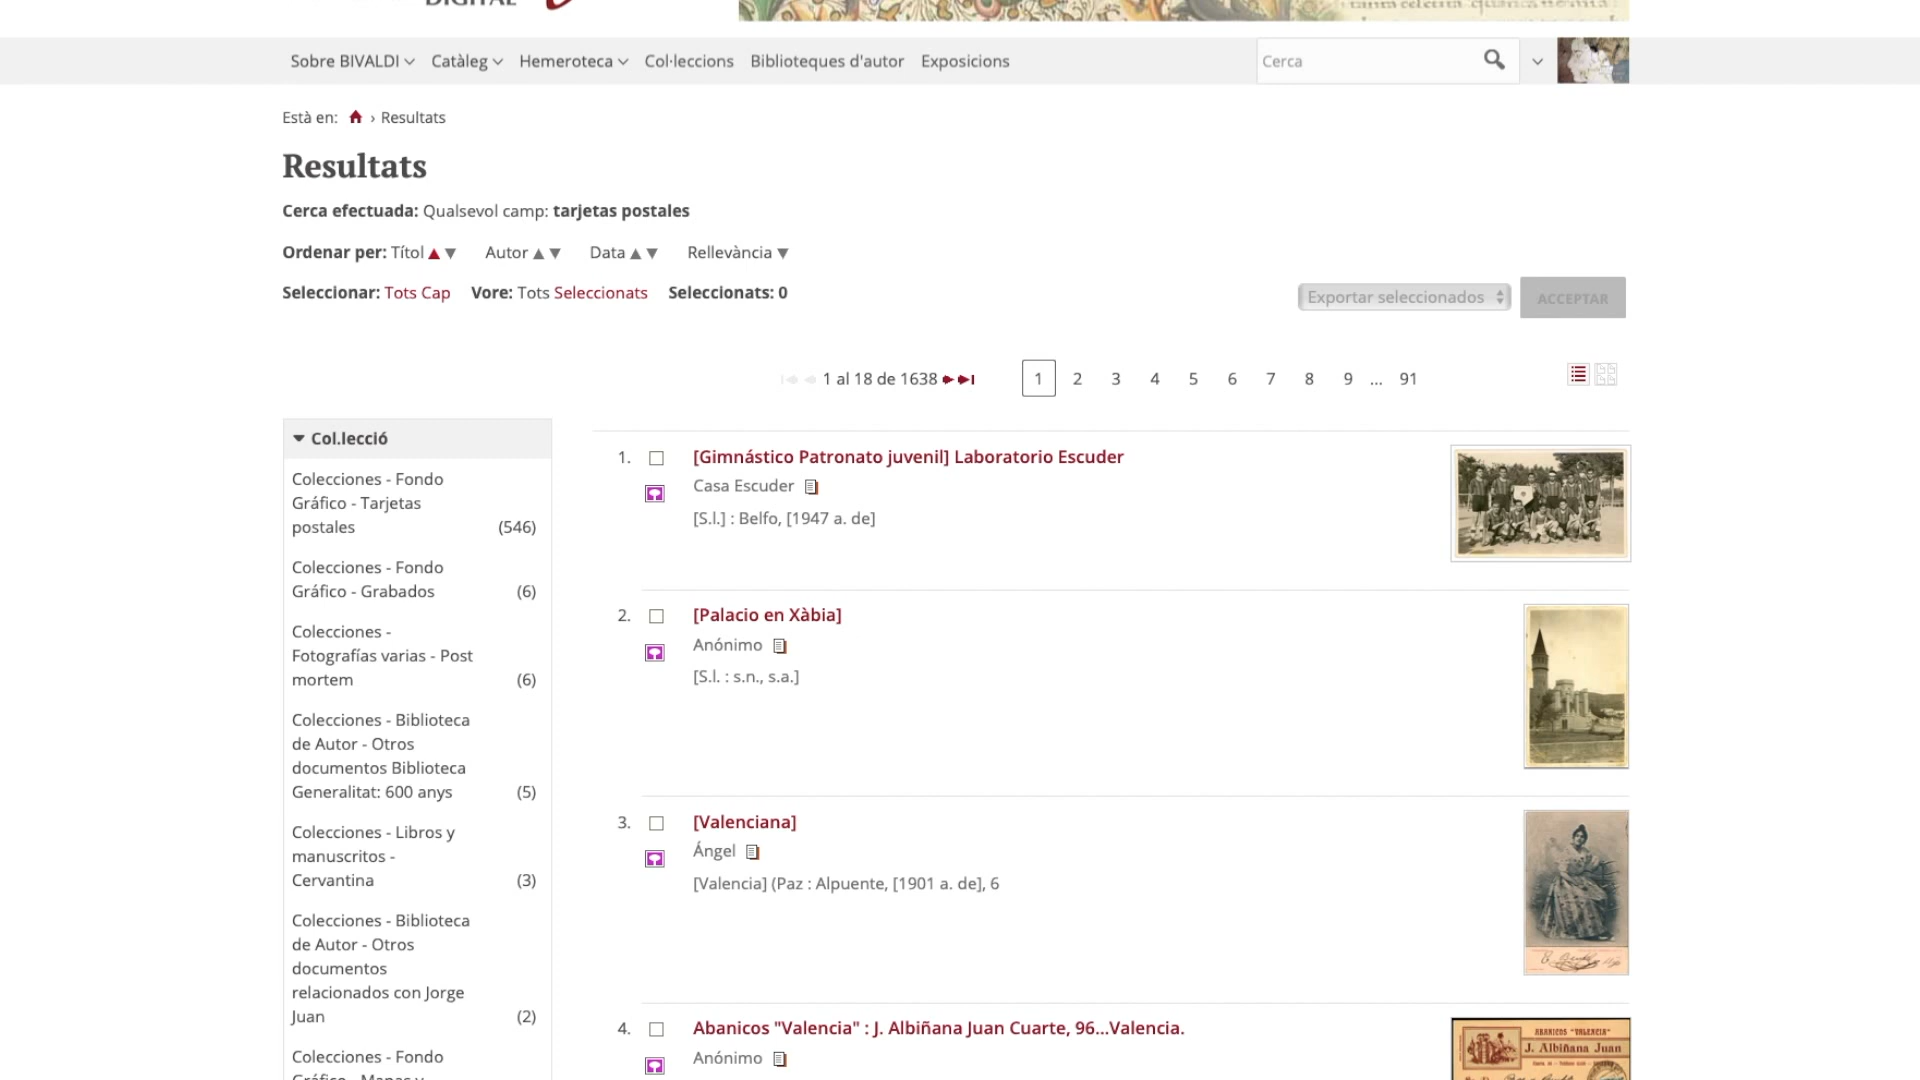 DIGITAL
Sobre BIVALDI Catàleg Hemeroteca Col·leccions Biblioteques d'autor Exposicions Cerca
Està en: › Resultats
Resultats
Cerca efectuada: Qualsevol camp: tarjetas postales
Ordenar per: Títol ▲▼ Autor ▲▼ Data ▲▼ Rellevància ▼
Seleccionar: Tots Cap Vore: Tots Seleccionats Seleccionats: 0
Exportar seleccionados ACCEPTAR
1 al 18 de 1638 1 2 3 4 5 6 7 8 9 ... 91
Col.lecció
Colecciones - Fondo
Gráfico - Tarjetas
postales (546)
Colecciones - Fondo
Gráfico - Grabados (6)
Colecciones -
Fotografías varias - Post
mortem (6)
Colecciones - Biblioteca
de Autor - Otros
documentos Biblioteca
Generalitat: 600 anys (5)
Colecciones - Libros y
manuscritos -
Cervantina (3)
Colecciones - Biblioteca
de Autor - Otros
documentos
relacionados con Jorge
Juan (2)
Colecciones - Fondo
Gráfico - Mapas y
1. [Gimnástico Patronato juvenil] Laboratorio Escuder
Casa Escuder
[S.l.] : Belfo, [1947 a. de]
2. [Palacio en Xàbia]
Anónimo
[S.l. : s.n., s.a.]
3. [Valenciana]
Ángel
[Valencia] (Paz : Alpuente, [1901 a. de], 6
4. Abanicos "Valencia" : J. Albiñana Juan Cuarte, 96...Valencia.
Anónimo
ABANICOS "VALENCIA"
J. Albiñana Juan